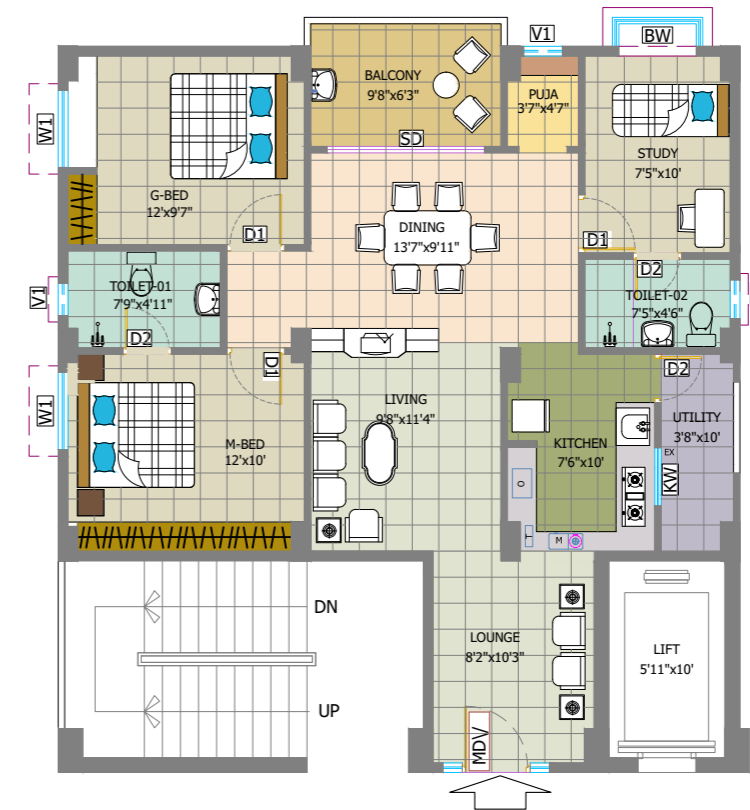 V1
BW
BALCONY
9'8"x6'3"
PUJA
3'7"x4'7"
W1
SD
STUDY
7'5"x10'
G-BED
12'x9'7"
DINING
13'7"x9'11"
D1
D1
D2
V1
TOILET-01
7'9"x4'11"
TOILET-02
7'5"x4'6"
D2
D1
D2
W1
LIVING
9'8"x11'4"
M-BED
12'x10'
KITCHEN
7'6"x10'
UTILITY
3'8"x10'
EX
KW
O
T
M
DN
LOUNGE
8'2"x10'3"
LIFT
5'11"x10'
UP
MDV